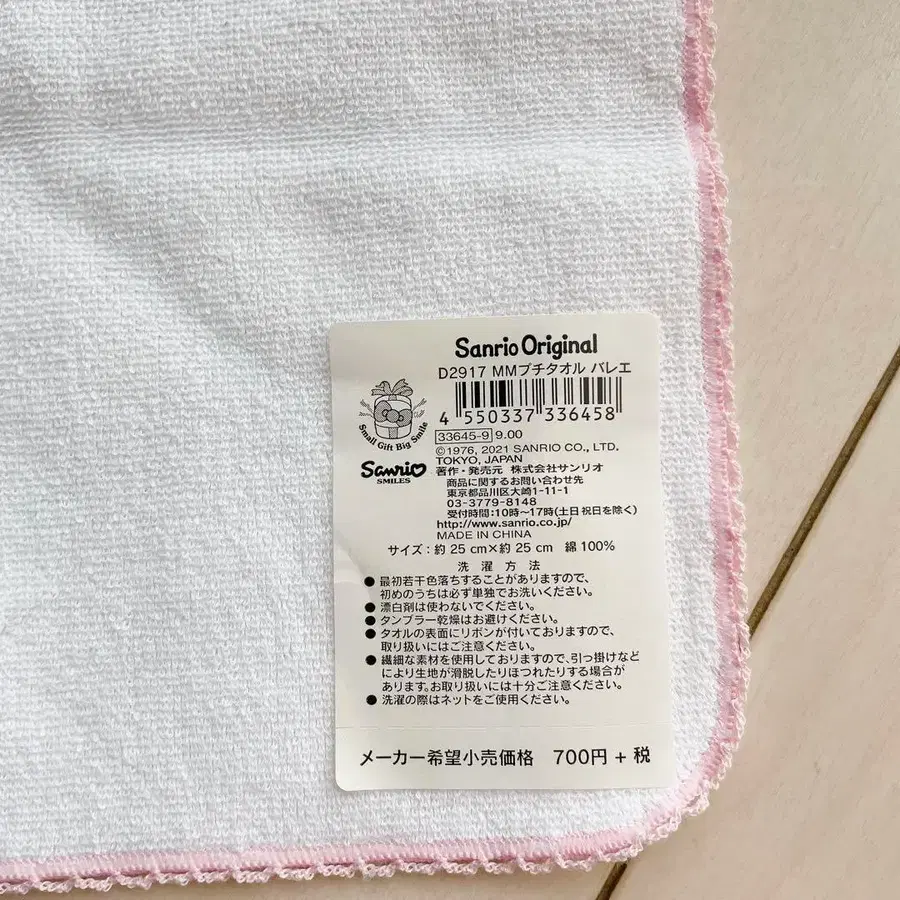 Sanrio Original
D2917 MMプチタオル バレエ
Small Gift Big Smile
4 550337 336458
33645-9 9.00
©1976, 2021 SANRIO CO., LTD.
TOKYO, JAPAN
Sanrio
SMILES
著作・発売元 株式会社サンリオ
商品に関するお問い合わせ先
東京都品川区大崎1-11-1
03-3779-8148
受付時間:10時~17時(土日祝日を除く)
http://www.sanrio.co.jp/
MADE IN CHINA
サイズ:約25cm×約25cm 綿100%
洗濯方法
●最初若干色落ちすることがありますので、
初めのうちは必ず単独でお洗いください。
●漂白剤は使わないでください。
●タンブラー乾燥はお避けください。
●タオルの表面にリボンが付いておりますので、
取り扱いにはご注意ください。
●繊細な素材を使用しておりますので、引っ掛けなど
により生地が滑脱したりほつれたりする場合が
あります。お取り扱いには十分ご注意ください。
●洗濯の際はネットをご使用ください。
メーカー希望小売価格 700円+税